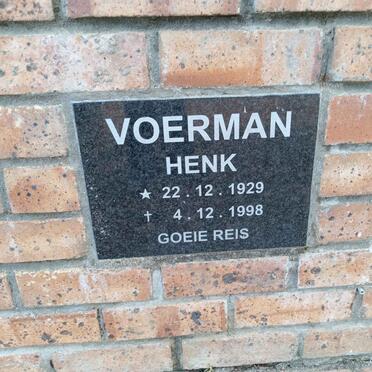 VOERMAN
HENK
★ 22 . 12 . 1929
† 4 . 12 . 1998
GOEIE REIS